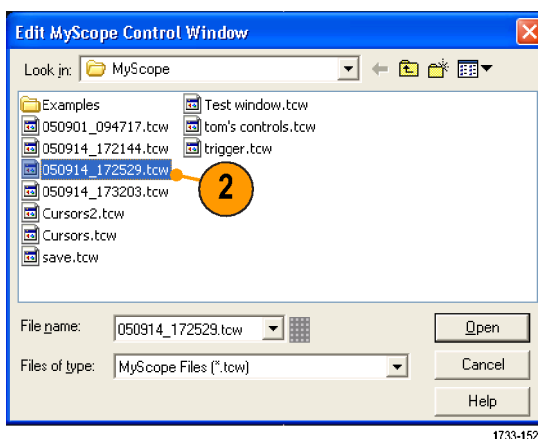 Edit MyScope Control Window
Look in: MyScope
Examples
050901_094717.tcw
050914_172144.tcw
050914_172529.tcw
050914_173203.tcw
Cursors2.tcw
Cursors.tcw
save.tcw
Test window.tcw
tom's controls.tcw
trigger.tcw
2
File name: 050914_172529.tcw Open
Files of type: MyScope Files (*.tcw) Cancel
Help
1733-152